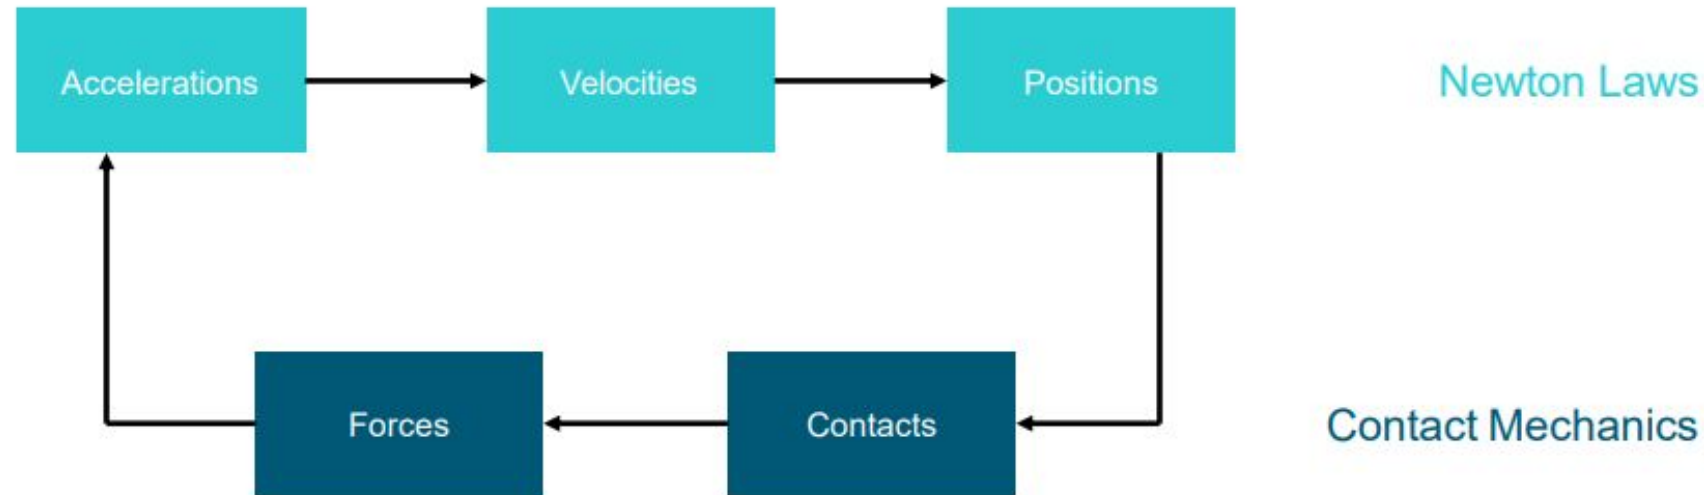 Accelerations
Velocities
Positions
Newton Laws
Forces
Contacts
Contact Mechanics